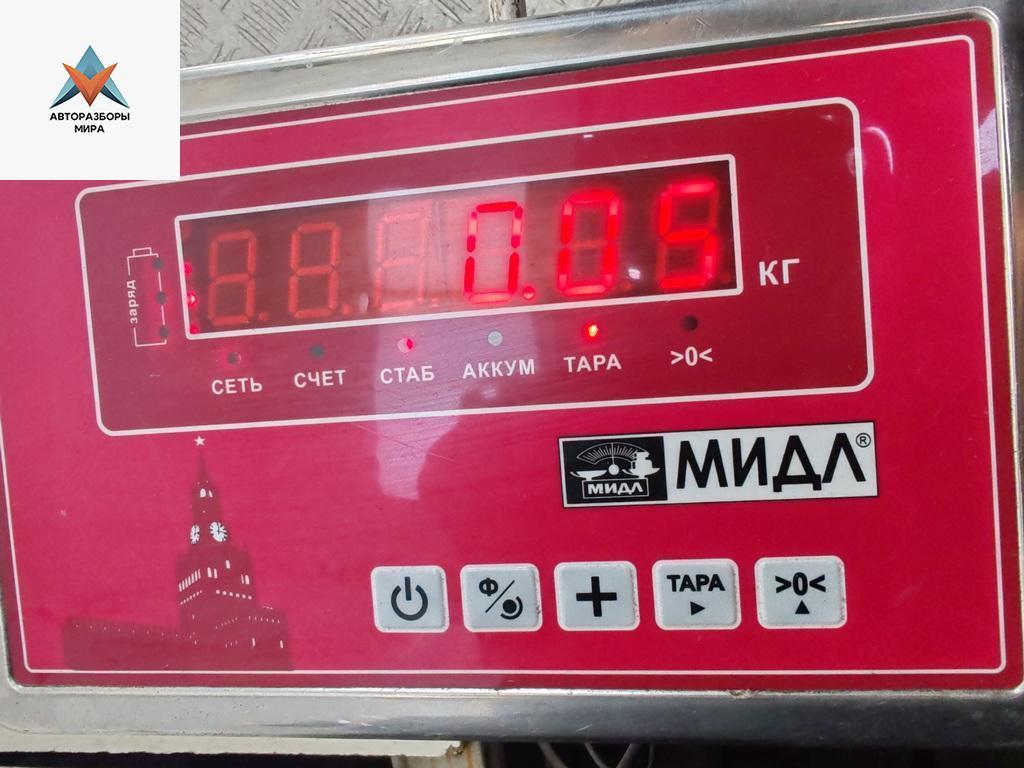 АВТОРАЗБОРЫ
МИРА
0.05
КГ
заряд
СЕТЬ СЧЕТ СТАБ АККУМ ТАРА >0<
МИДЛ МИДЛ®
Ф
ТАРА
>0<